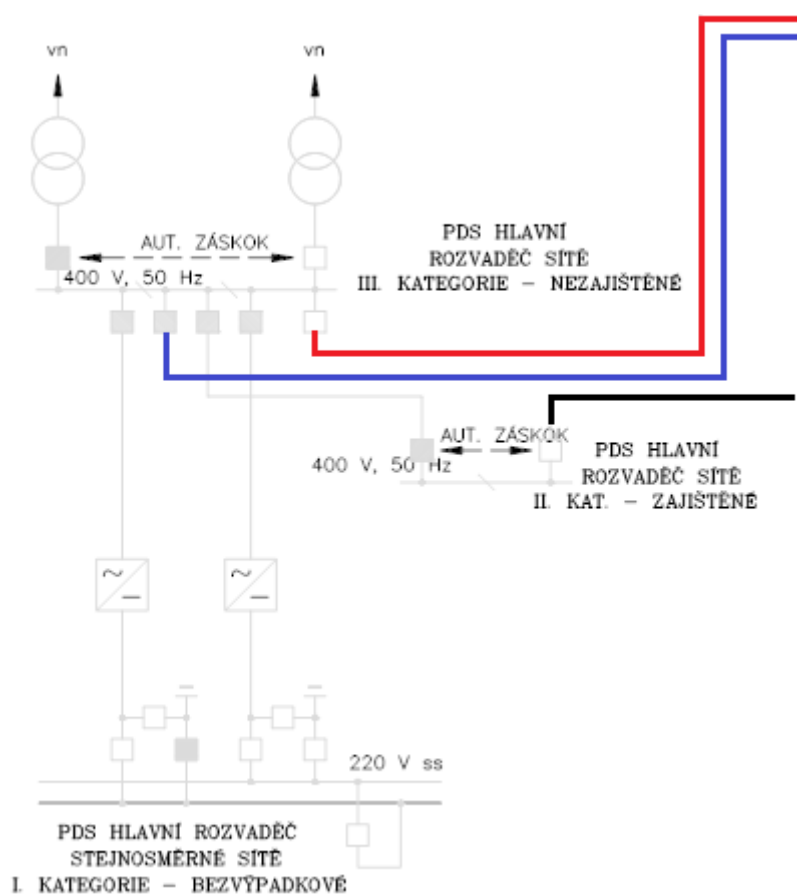 vn
vn
AUT. ZÁSKOK
400 V, 50 Hz
PDS HLAVNÍ
ROZVADĚČ SÍTĚ
III. KATEGORIE – NEZAJIŠTĚNÉ
AUT. ZÁSKOK
400 V, 50 Hz
PDS HLAVNÍ
ROZVADĚČ SÍTĚ
II. KAT. – ZAJIŠTĚNÉ
220 V ss
PDS HLAVNÍ ROZVADĚČ
STEJNOSMĚRNÉ SÍTĚ
I. KATEGORIE – BEZVÝPADKOVÉ